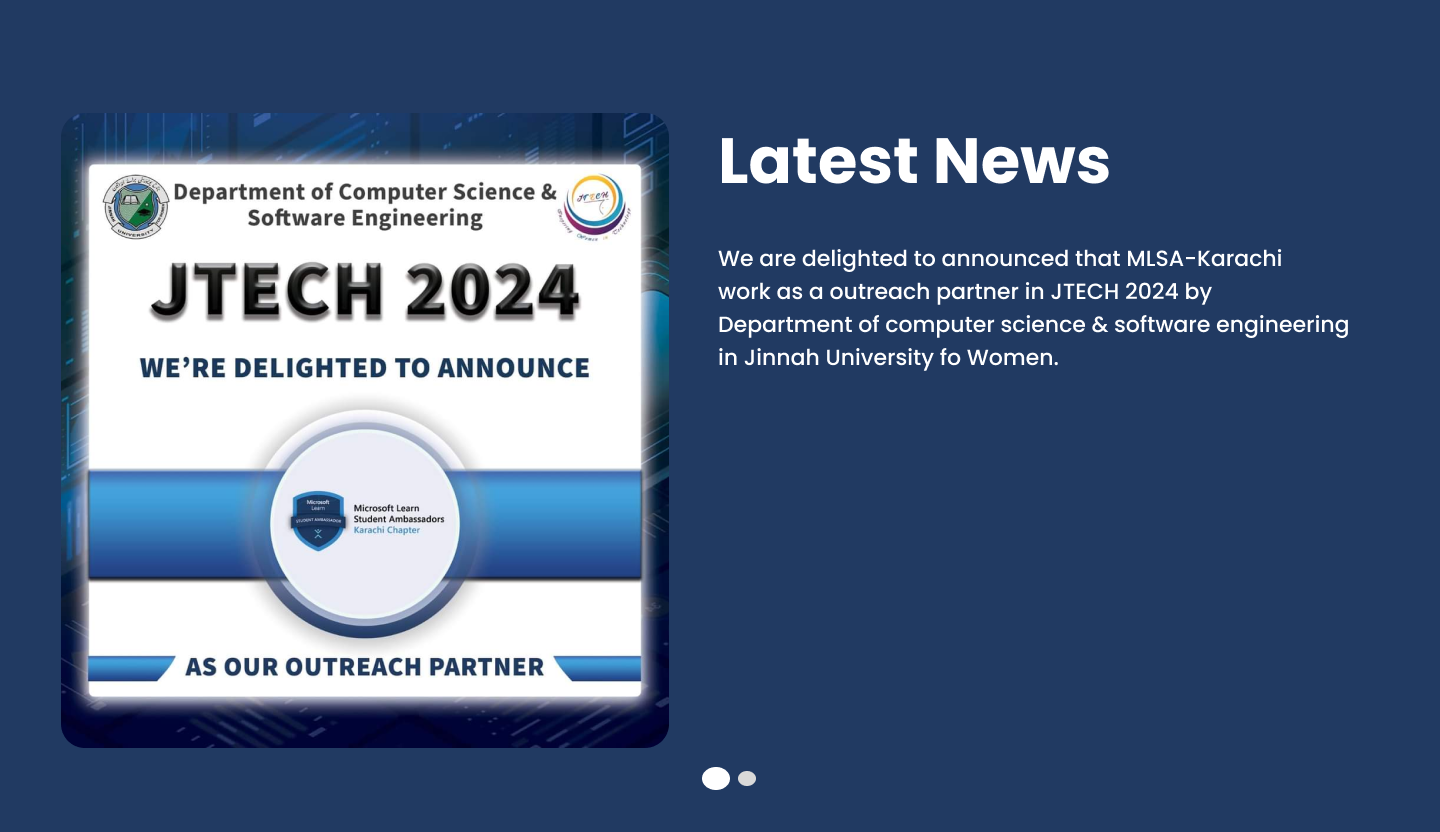 Department of Computer Science &
Software Engineering
JTECH
JTECH 2024
WE’RE DELIGHTED TO ANNOUNCE
Microsoft
Learn
STUDENT AMBASSADOR
Microsoft Learn
Student Ambassadors
Karachi Chapter
AS OUR OUTREACH PARTNER
Latest News
We are delighted to announced that MLSA-Karachi
work as a outreach partner in JTECH 2024 by
Department of computer science & software engineering
in Jinnah University fo Women.